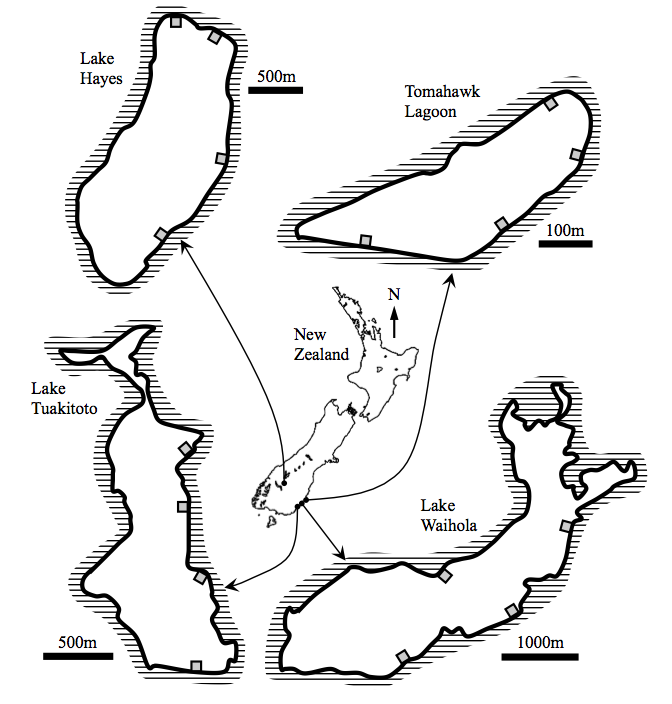 Lake
Hayes
500m
Tomahawk
Lagoon
100m
N
New
Zealand
Lake
Tuakitoto
500m
Lake
Waihola
1000m